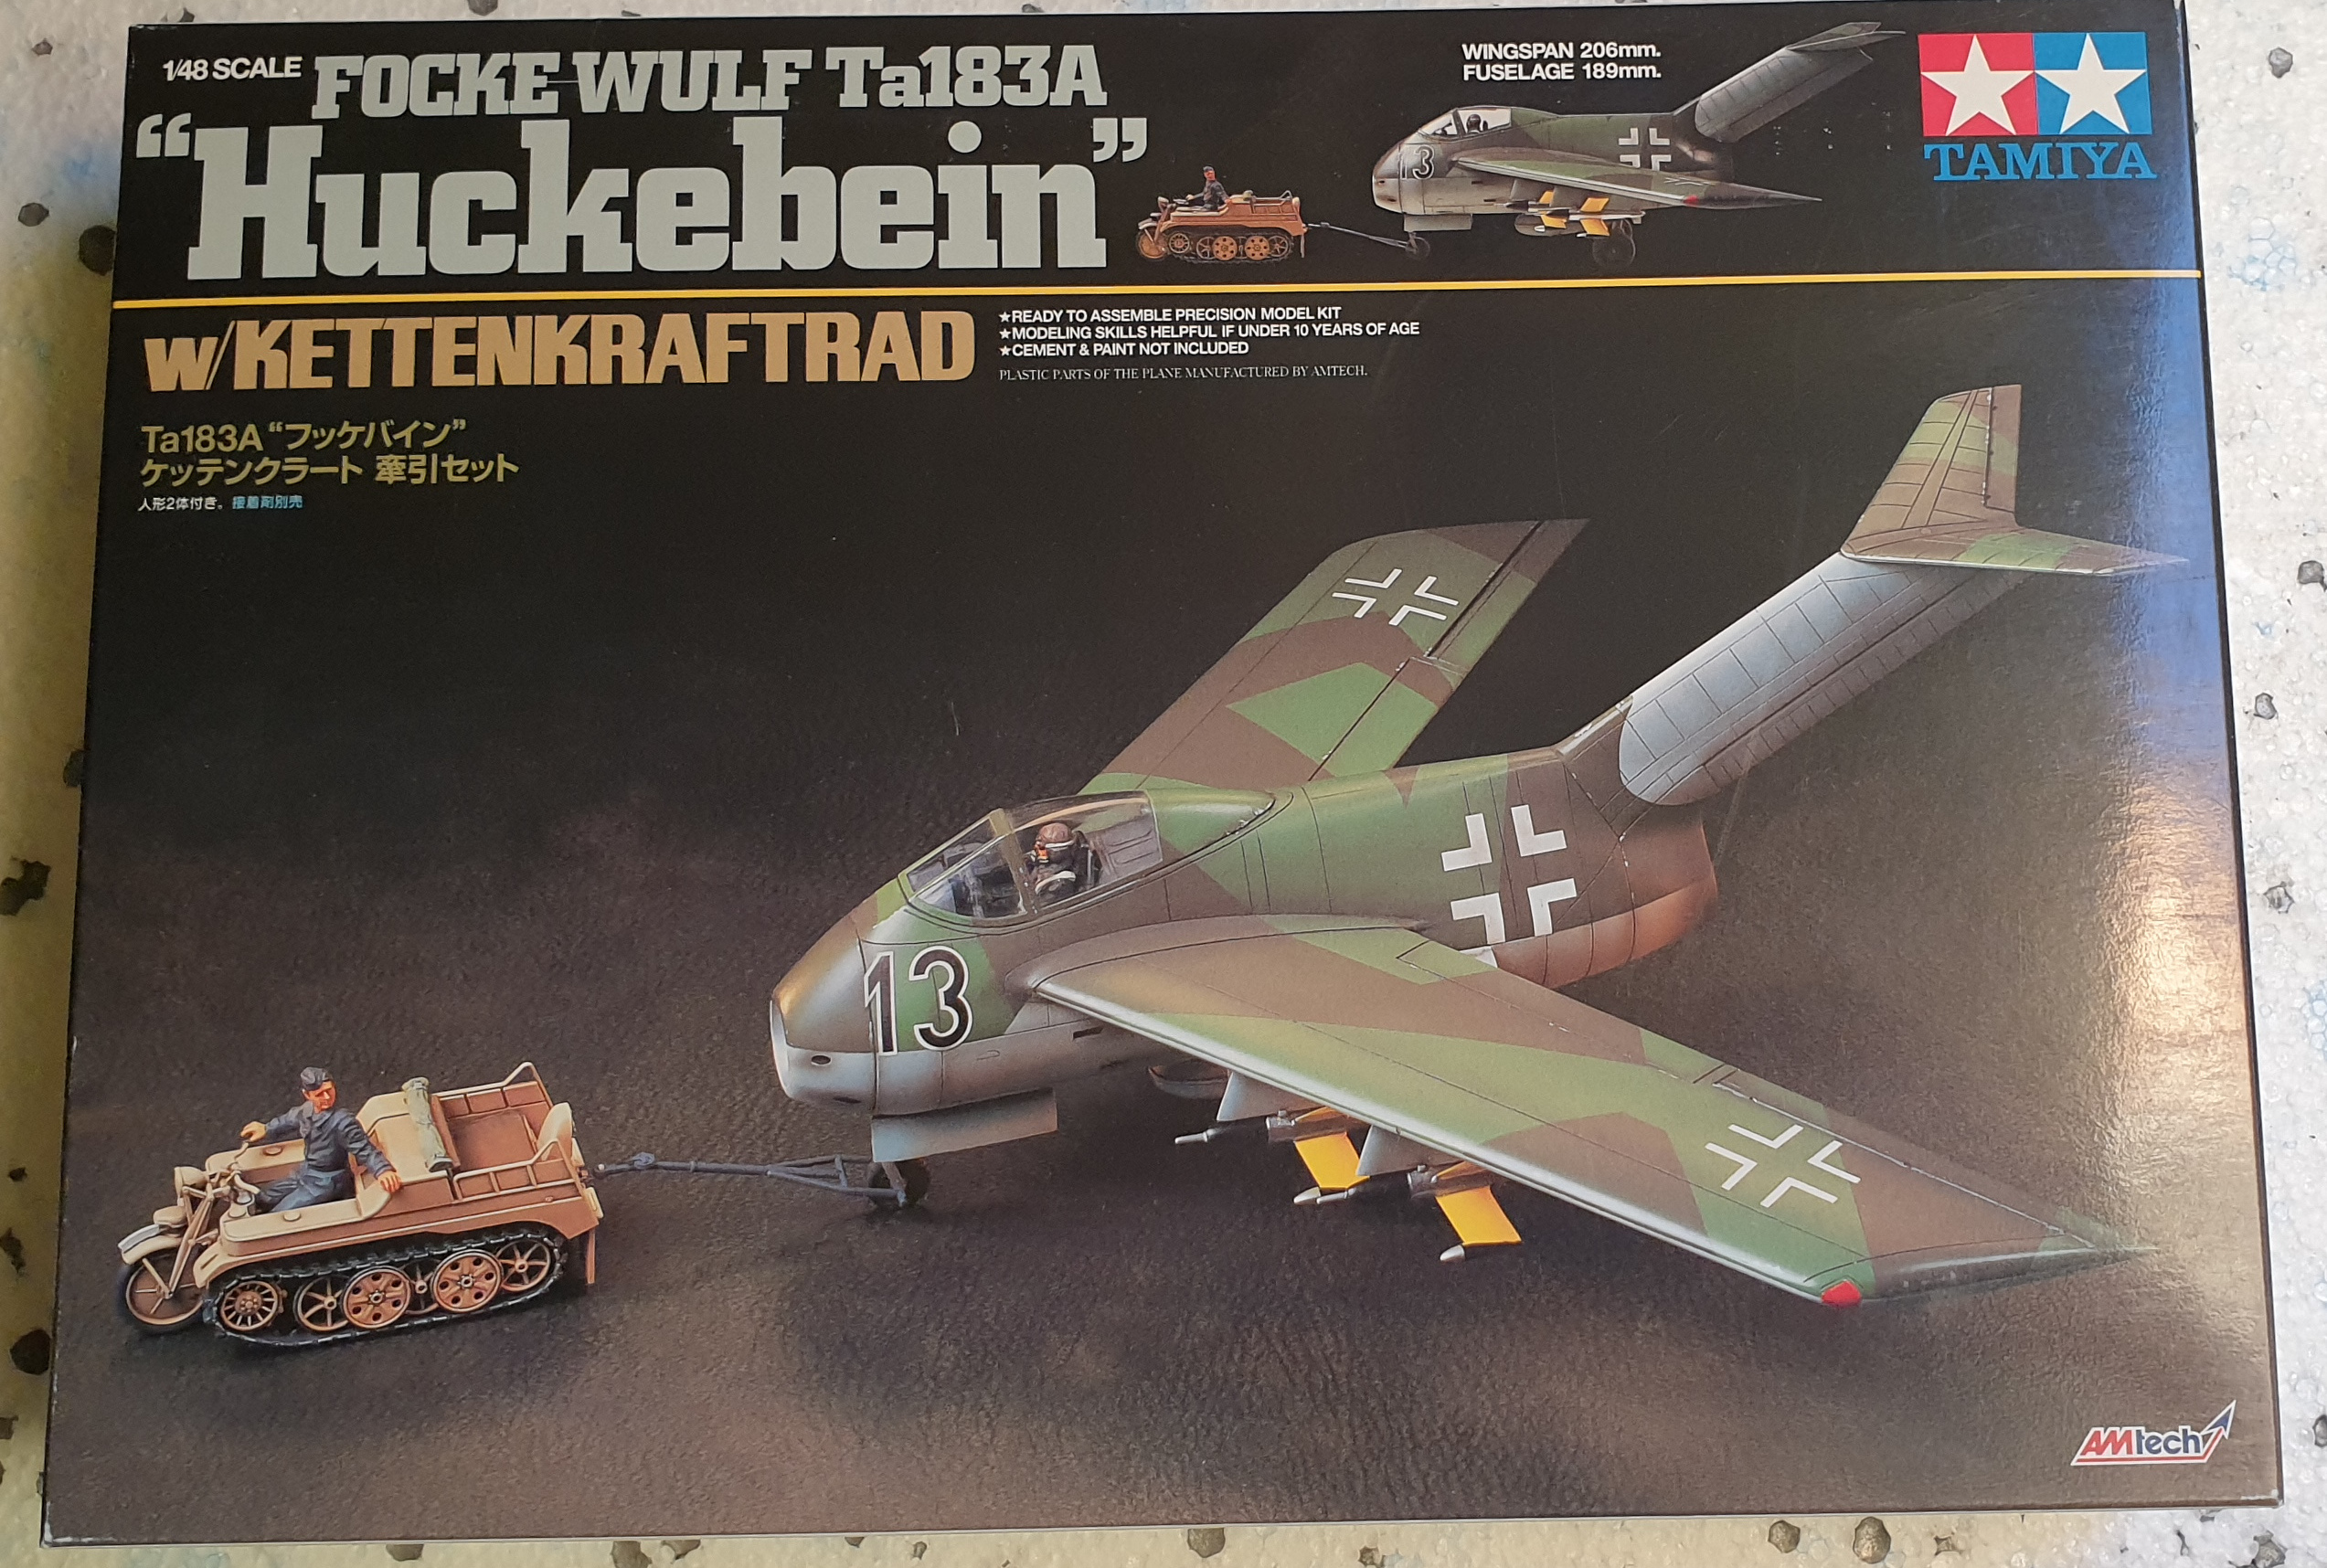 1/48 SCALE FOCKE WULF Ta183A
“Huckebein”
WINGSPAN 206mm.
FUSELAGE 189mm.
13
TAMIYA
w/KETTENKRAFTRAD
★READY TO ASSEMBLE PRECISION MODEL KIT
★MODELING SKILLS HELPFUL IF UNDER 10 YEARS OF AGE
★CEMENT & PAINT NOT INCLUDED
PLASTIC PARTS OF THE PLANE MANUFACTURED BY AMTECH.
Ta183A “フッケバイン”
ケッテンクラート 牽引セット
人形2体付き。接着剤別売
13
AMtech